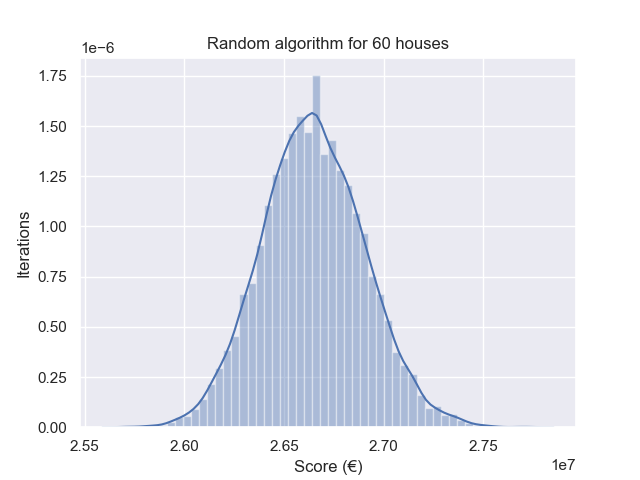 Random algorithm for 60 houses
1e−6
1.75
1.50
1.25
1.00
0.75
0.50
0.25
0.00
Iterations
2.55 2.60 2.65 2.70 2.75
Score (€)
1e7